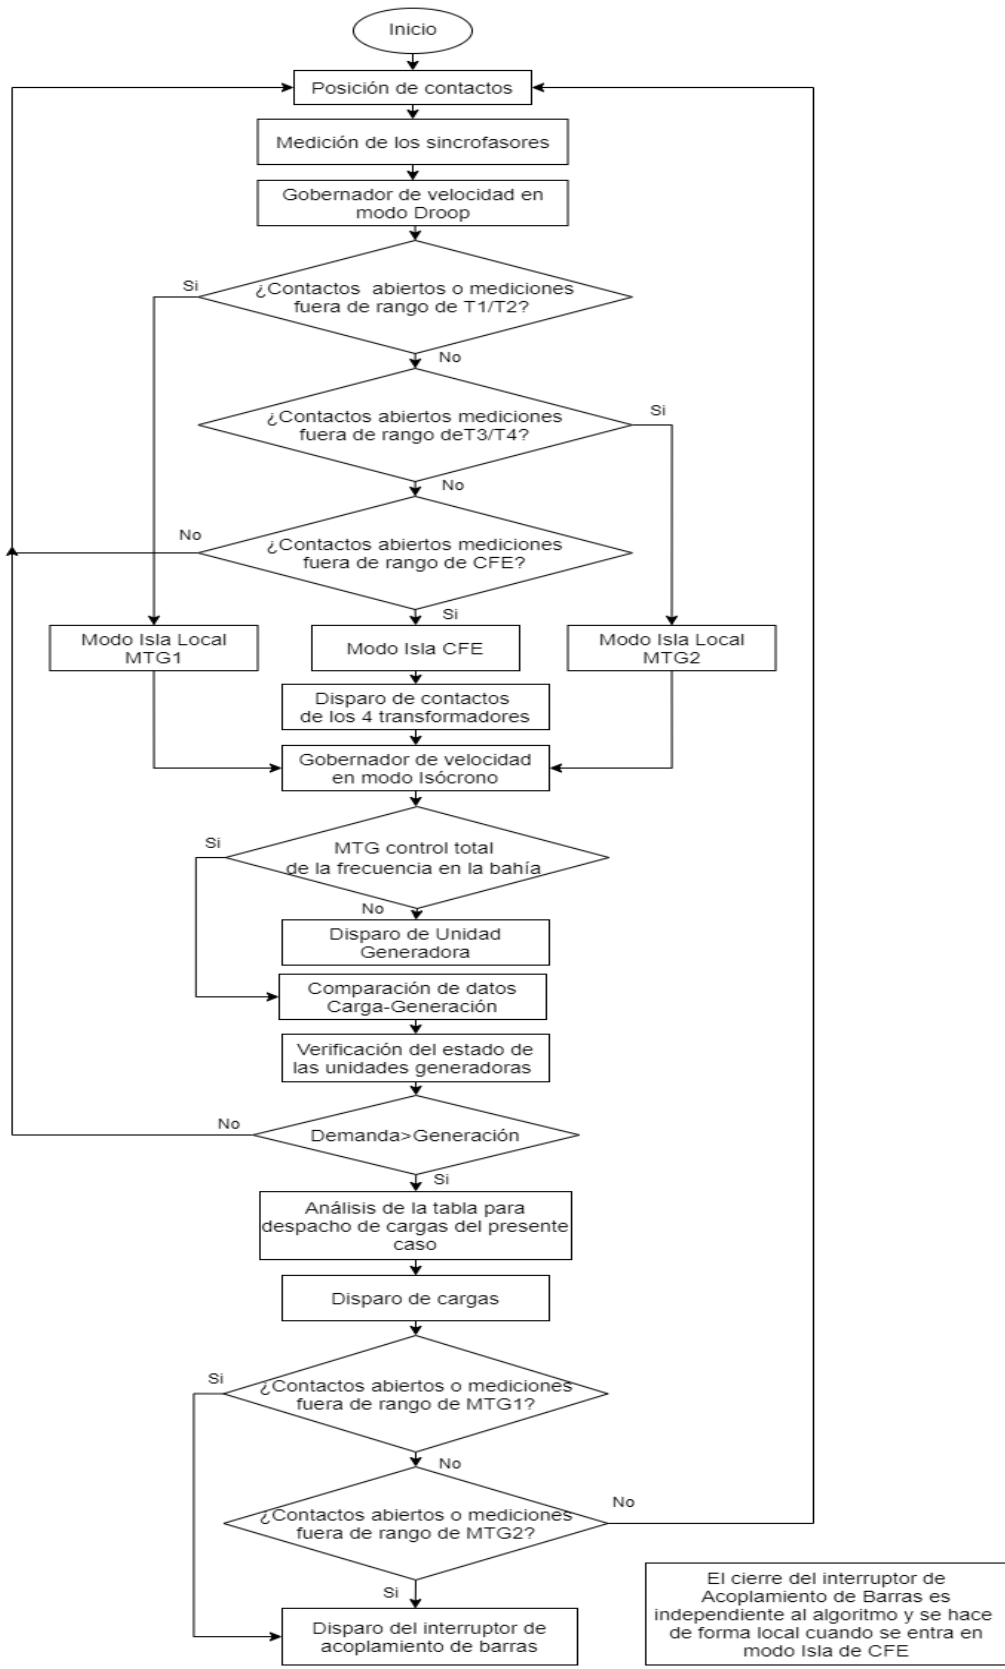 Inicio
Posición de contactos
Medición de los sincrofasores
Gobernador de velocidad en
modo Droop
Si
¿Contactos  abiertos o mediciones
fuera de rango de T1/T2?
No
Si
¿Contactos abiertos mediciones
fuera de rango deT3/T4?
No
No
¿Contactos abiertos mediciones
fuera de rango de CFE?
Si
Modo Isla Local
MTG1
Modo Isla CFE
Modo Isla Local
MTG2
Disparo de contactos
de los 4 transformadores
Gobernador de velocidad
en modo Isócrono
Si
MTG control total
de la frecuencia en la bahía
No
Disparo de Unidad
Generadora
Comparación de datos
Carga-Generación
Verificación del estado de
las unidades generadoras
No
Demanda>Generación
Si
Análisis de la tabla para
despacho de cargas del presente
caso
Disparo de cargas
Si
¿Contactos abiertos o mediciones
fuera de rango de MTG1?
No
No
¿Contactos abiertos o mediciones
fuera de rango de MTG2?
Si
Disparo del interruptor de
acoplamiento de barras
El cierre del interruptor de
Acoplamiento de Barras es
independiente al algoritmo y se hace
de forma local cuando se entra en
modo Isla de CFE